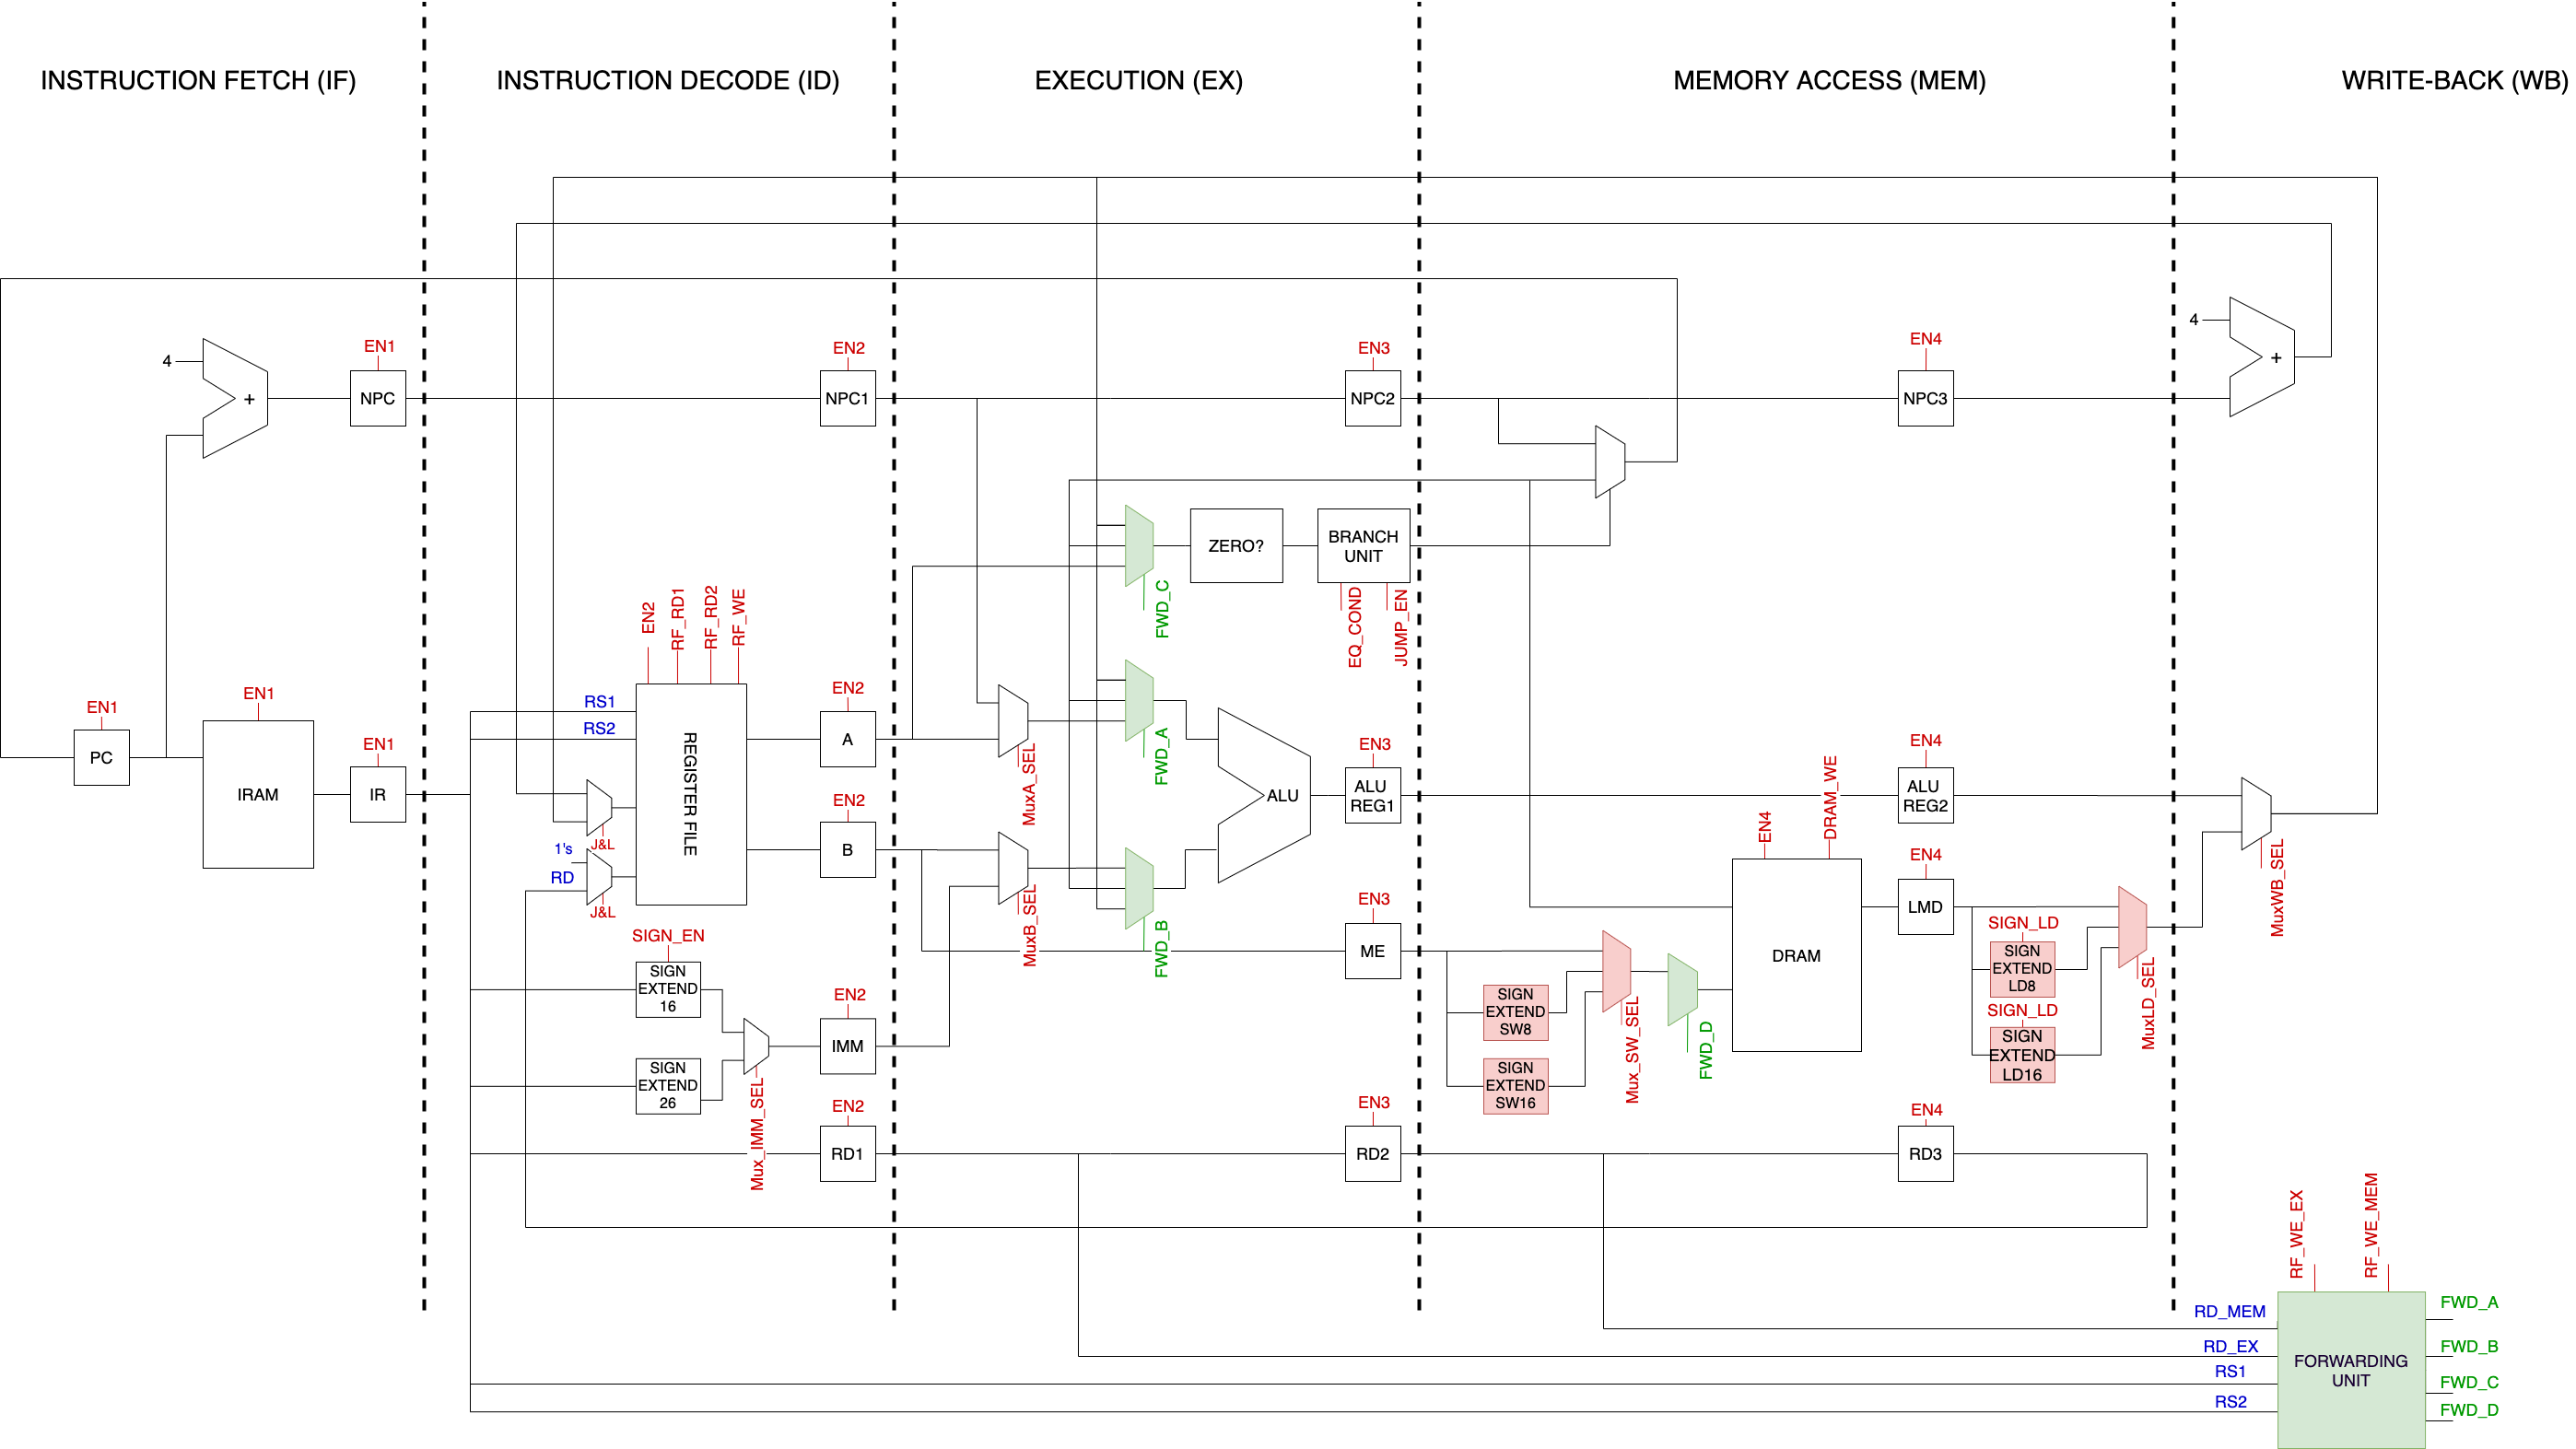 INSTRUCTION FETCH (IF)
INSTRUCTION DECODE (ID)
EXECUTION (EX)
MEMORY ACCESS (MEM)
WRITE-BACK (WB)
4
+
EN1
NPC
EN2
NPC1
EN3
NPC2
EN4
NPC3
4
+
ZERO?
BRANCH
UNIT
FWD_C
EQ_COND
JUMP_EN
EN1
PC
EN1
IRAM
EN1
IR
EN2
RF_RD1
RF_RD2
RF_WE
RS1
RS2
REGISTER FILE
J&L
1's
RD
J&L
EN2
A
EN2
B
MuxA_SEL
FWD_A
MuxB_SEL
FWD_B
ALU
EN3
ALU
REG1
EN3
ME
EN4
DRAM_WE
DRAM
EN4
ALU
REG2
EN4
LMD
MuxWB_SEL
SIGN_EN
SIGN
EXTEND
16
SIGN
EXTEND
26
Mux_IMM_SEL
EN2
IMM
EN2
RD1
EN3
RD2
EN4
RD3
SIGN
EXTEND
SW8
SIGN
EXTEND
SW16
Mux_SW_SEL
FWD_D
SIGN_LD
SIGN
EXTEND
LD8
SIGN_LD
SIGN
EXTEND
LD16
MuxLD_SEL
RF_WE_EX
RF_WE_MEM
RD_MEM
RD_EX
RS1
RS2
FORWARDING
UNIT
FWD_A
FWD_B
FWD_C
FWD_D